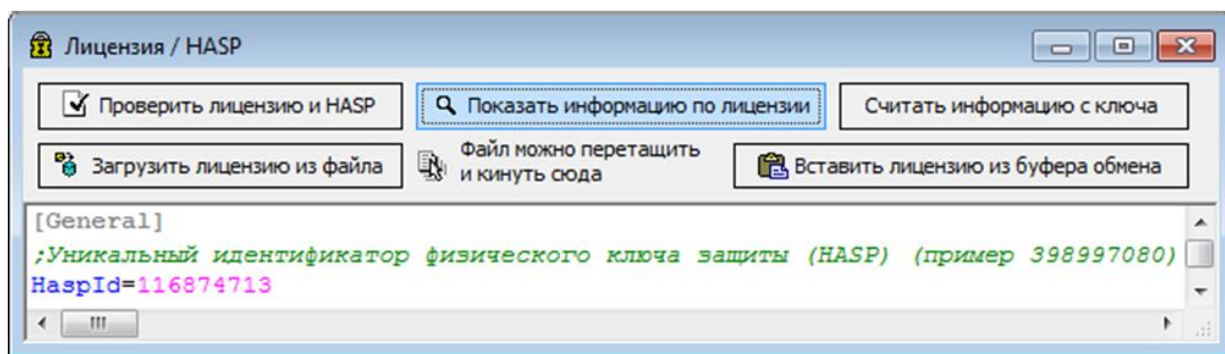 Лицензия / HASP
Проверить лицензию и HASP
Показать информацию по лицензии
Считать информацию с ключа
Загрузить лицензию из файла
Файл можно перетащить
и кинуть сюда
Вставить лицензию из буфера обмена
[General]
;Уникальный идентификатор физического ключа защиты (HASP) (пример 398997080)
HaspId=116874713